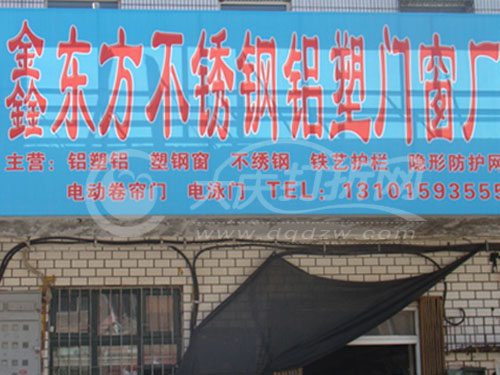 鑫东方不锈钢铝塑门窗厂
主营：铝塑铝 塑钢窗 不绣钢 铁艺护栏 隐形防护网
电动卷帘门 电泳门 TEL：13101593555
www.dqdzw.com